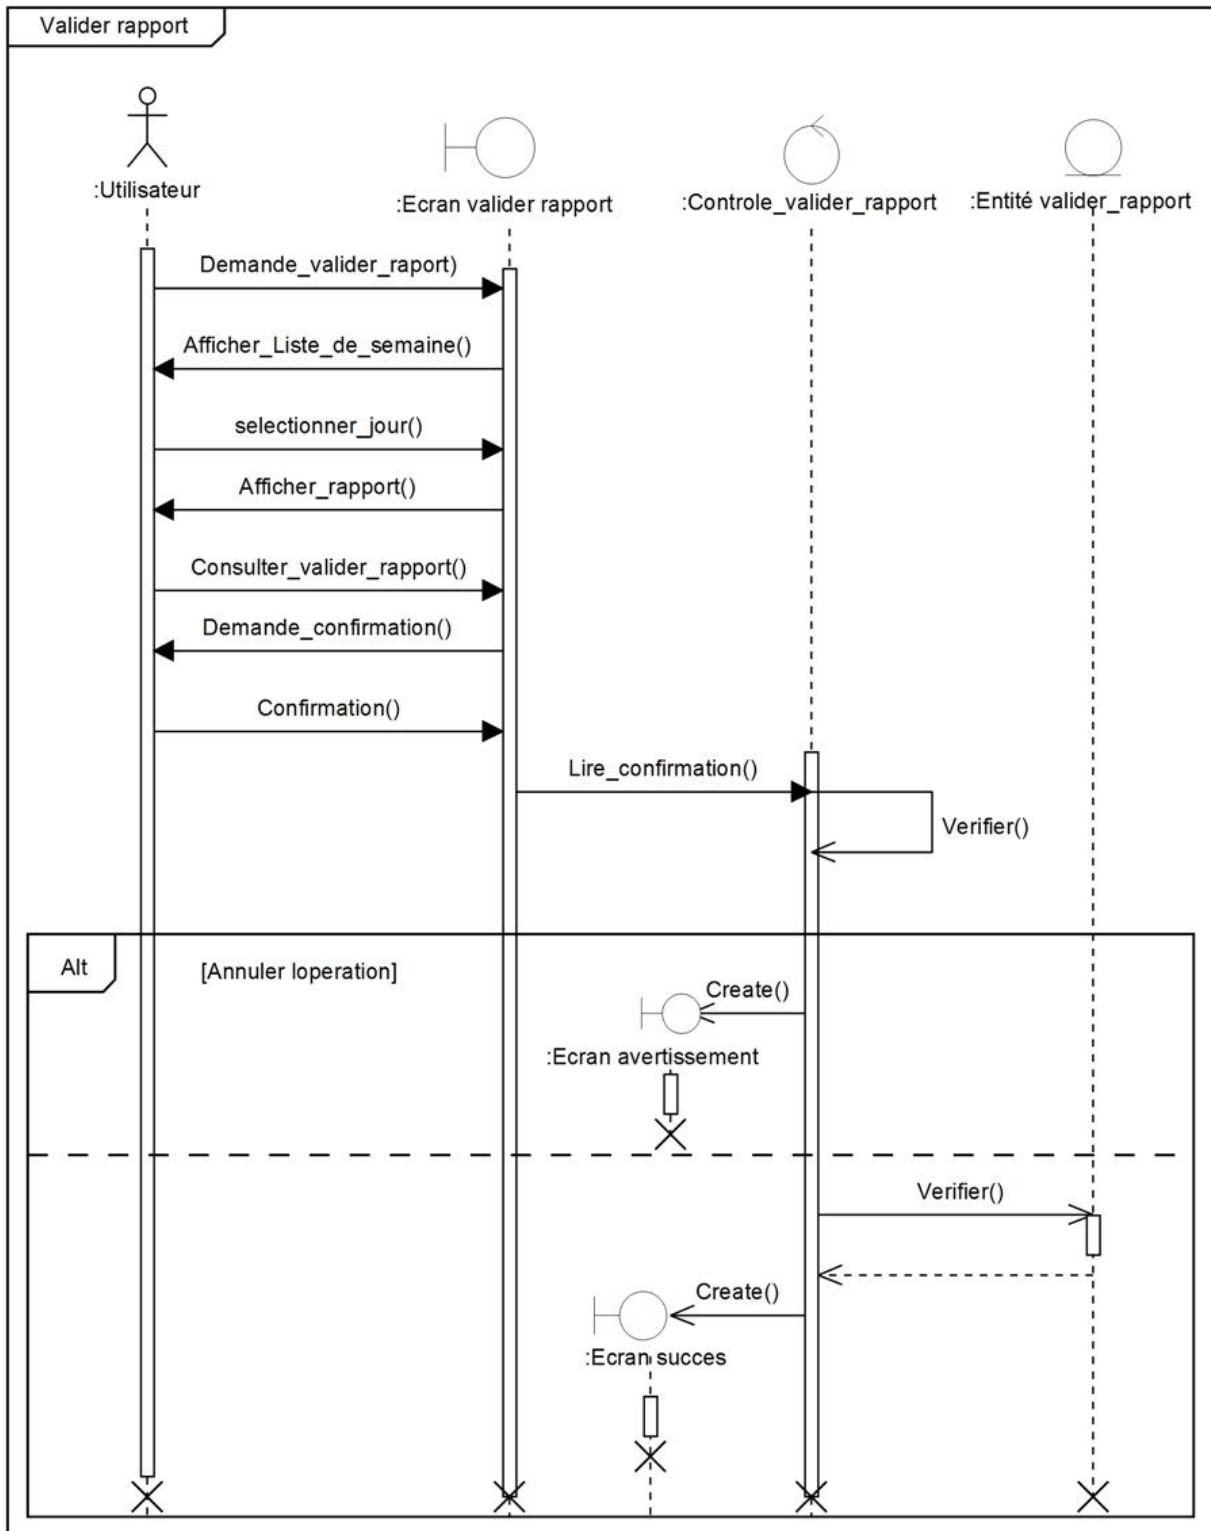 Valider rapport
:Utilisateur
:Ecran valider rapport
:Controle_valider_rapport
:Entité valider_rapport
Demande_valider_raport)
Afficher_Liste_de_semaine()
selectionner_jour()
Afficher_rapport()
Consulter_valider_rapport()
Demande_confirmation()
Confirmation()
Lire_confirmation()
Verifier()
Alt
[Annuler loperation]
Create()
:Ecran avertissement
Verifier()
Create()
:Ecran succes